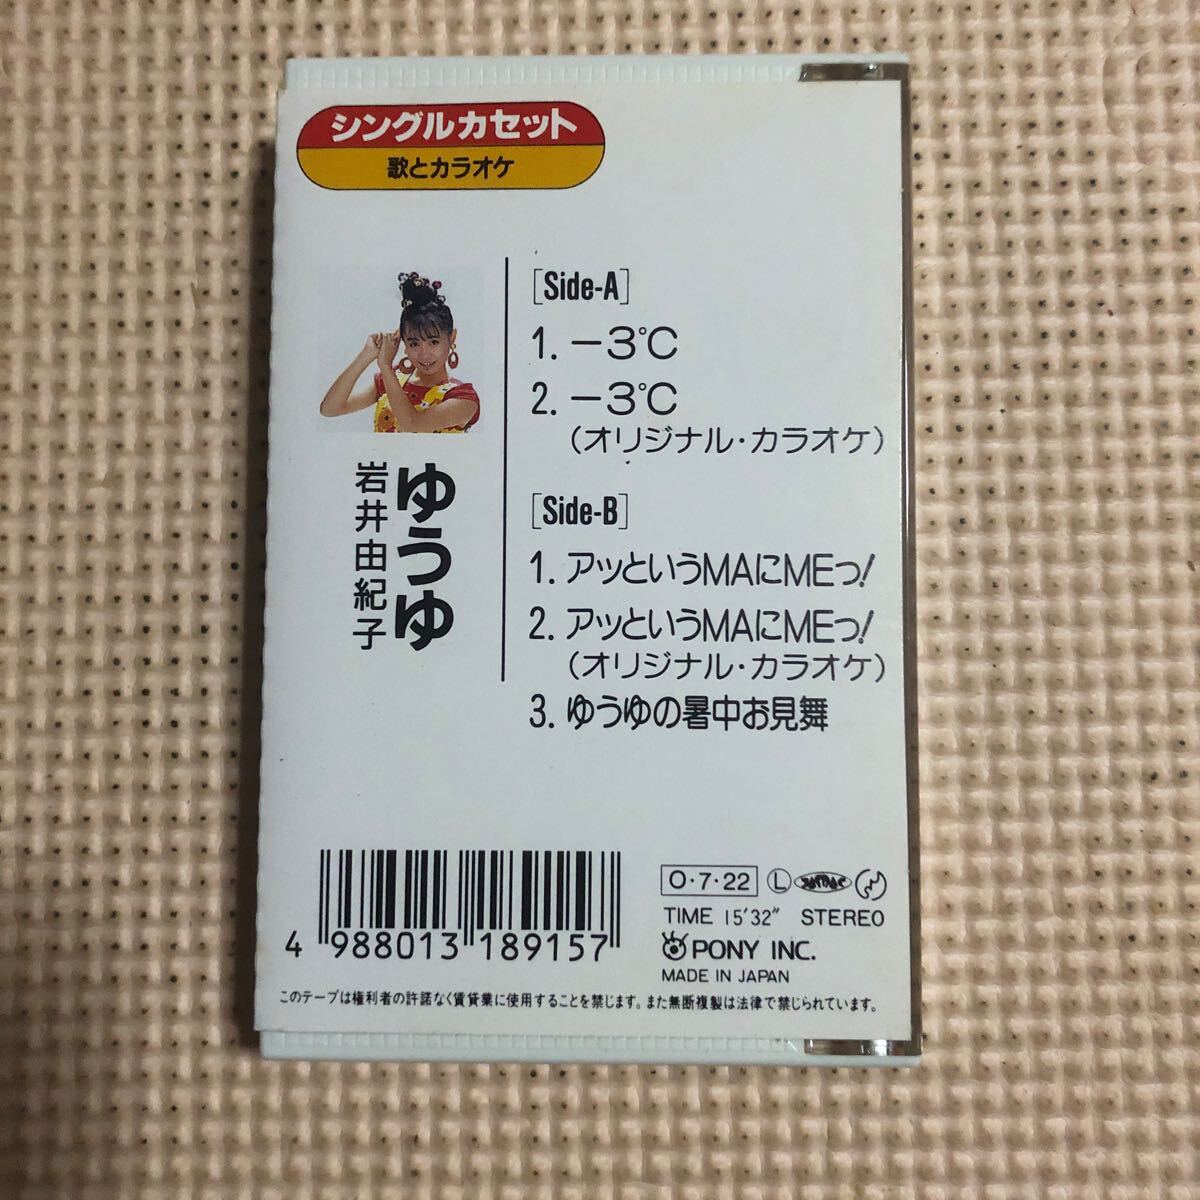 シングルカセット
歌とカラオケ
ゆうゆ
岩井由紀子
[Side-A]
1. −3℃
2. −3℃
(オリジナル・カラオケ)
[Side-B]
1. アッというMAにMEっ!
2. アッというMAにMEっ!
(オリジナル・カラオケ)
3. ゆうゆの暑中お見舞
4 988013 189157
O・7・22 Ⓛ
TIME 15'32" STEREO
PONY INC.
MADE IN JAPAN
このテープは権利者の許諾なく賃貸業に使用することを禁じます。また無断複製は法律で禁じられています。